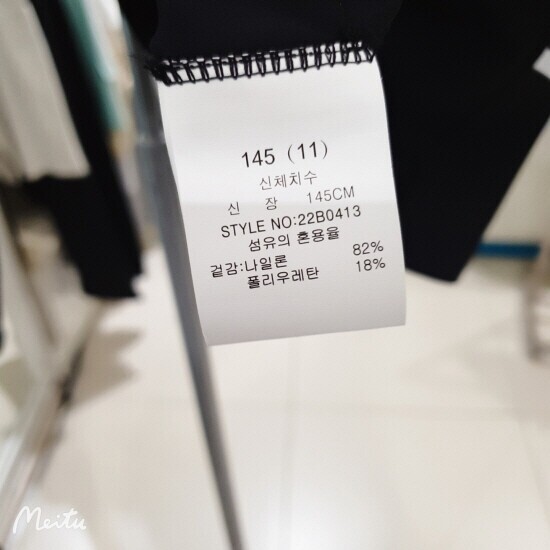 145 (11)
신체치수
신 장 145CM
STYLE NO:22B0413
섬유의 혼용율
겉감:나일론 82%
폴리우레탄 18%
Meitu